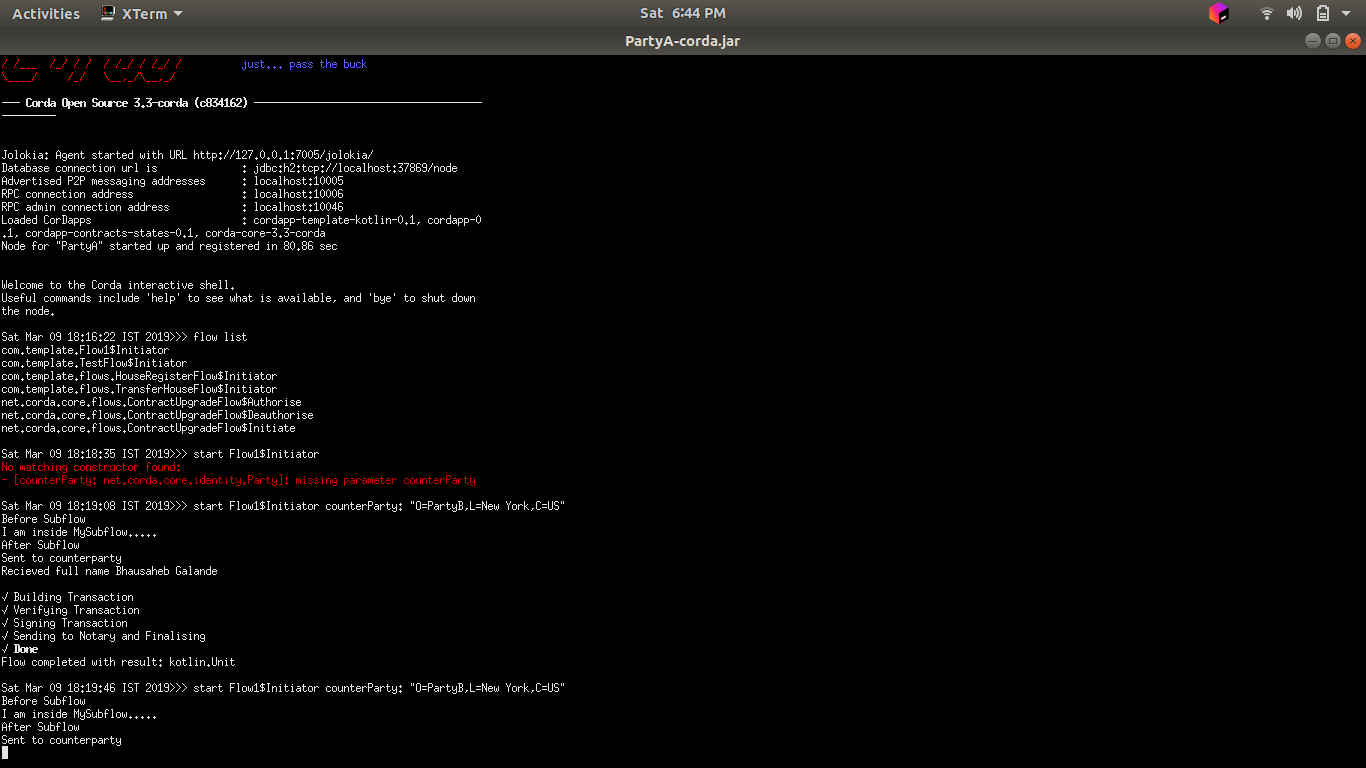 Activities XTerm Sat 6:44 PM
PartyA-corda.jar
just... pass the buck
Corda Open Source 3.3-corda (c834162)
Jolokia: Agent started with URL http://127.0.0.1:7005/jolokia/
Database connection url is : jdbc:h2:tcp://localhost:37869/node
Advertised P2P messaging addresses : localhost:10005
RPC connection address : localhost:10006
RPC admin connection address : localhost:10046
Loaded CorDapps : cordapp-template-kotlin-0.1, cordapp-0
.1, cordapp-contracts-states-0.1, corda-core-3.3-corda
Node for "PartyA" started up and registered in 80.86 sec
Welcome to the Corda interactive shell.
Useful commands include 'help' to see what is available, and 'bye' to shut down
the node.
Sat Mar 09 18:16:22 IST 2019>>> flow list
com.template.Flow1$Initiator
com.template.TestFlow$Initiator
com.template.flows.HouseRegisterFlow$Initiator
com.template.flows.TransferHouseFlow$Initiator
net.corda.core.flows.ContractUpgradeFlow$Authorise
net.corda.core.flows.ContractUpgradeFlow$Deauthorise
net.corda.core.flows.ContractUpgradeFlow$Initiate
Sat Mar 09 18:18:35 IST 2019>>> start Flow1$Initiator
No matching constructor found:
- [counterParty: net.corda.core.identity.Party]: missing parameter counterParty
Sat Mar 09 18:19:08 IST 2019>>> start Flow1$Initiator counterParty: "O=PartyB,L=New York,C=US"
Before Subflow
I am inside MySubflow.....
After Subflow
Sent to counterparty
Recieved full name Bhausaheb Galande
√ Building Transaction
√ Verifying Transaction
√ Signing Transaction
√ Sending to Notary and Finalising
√ Done
Flow completed with result: kotlin.Unit
Sat Mar 09 18:19:46 IST 2019>>> start Flow1$Initiator counterParty: "O=PartyB,L=New York,C=US"
Before Subflow
I am inside MySubflow.....
After Subflow
Sent to counterparty